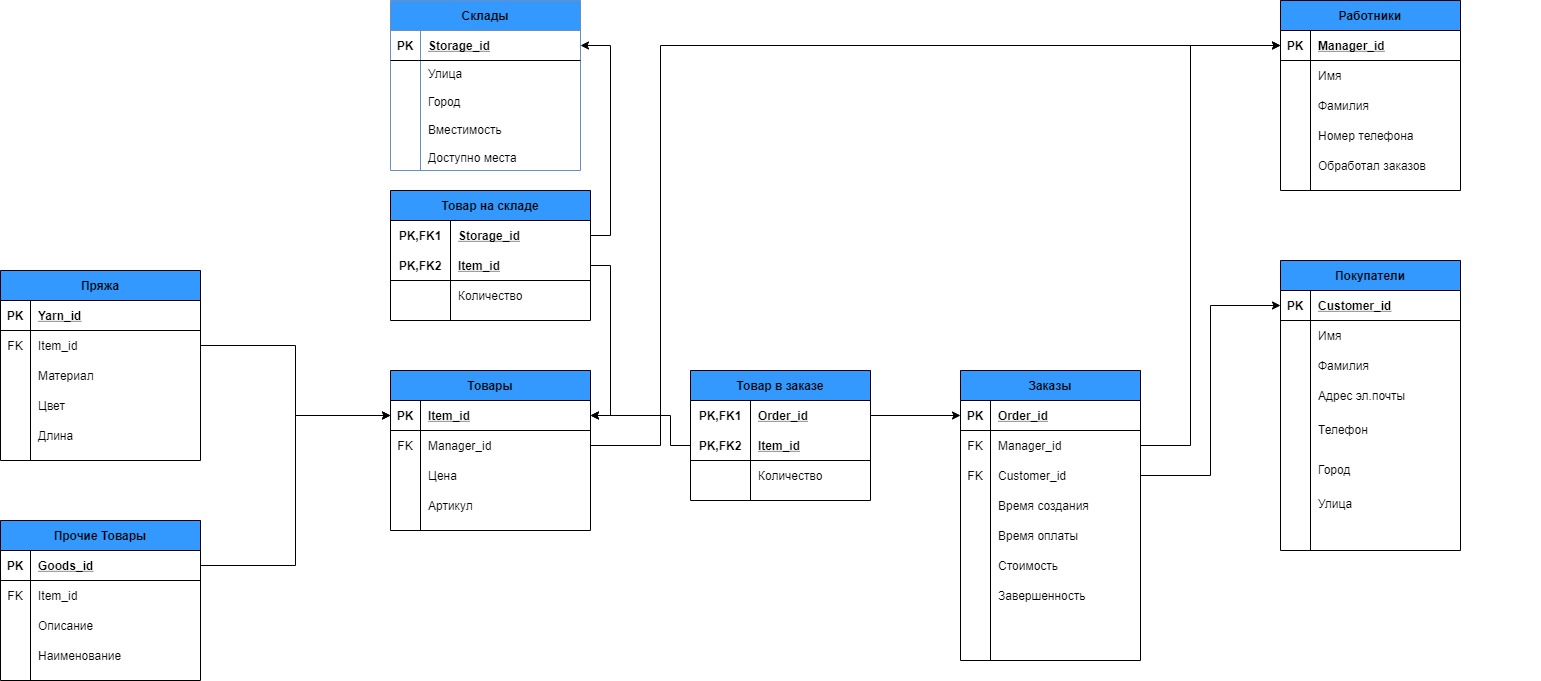 Склады
PK Storage_id
Улица
Город
Вместимость
Доступно места
Товар на складе
PK,FK1 Storage_id
PK,FK2 Item_id
Количество
Пряжа
PK Yarn_id
FK Item_id
Материал
Цвет
Длина
Прочие Товары
PK Goods_id
FK Item_id
Описание
Наименование
Товары
PK Item_id
FK Manager_id
Цена
Артикул
Товар в заказе
PK,FK1 Order_id
PK,FK2 Item_id
Количество
Заказы
PK Order_id
FK Manager_id
FK Customer_id
Время создания
Время оплаты
Стоимость
Завершенность
Работники
PK Manager_id
Имя
Фамилия
Номер телефона
Обработал заказов
Покупатели
PK Customer_id
Имя
Фамилия
Адрес эл.почты
Телефон
Город
Улица